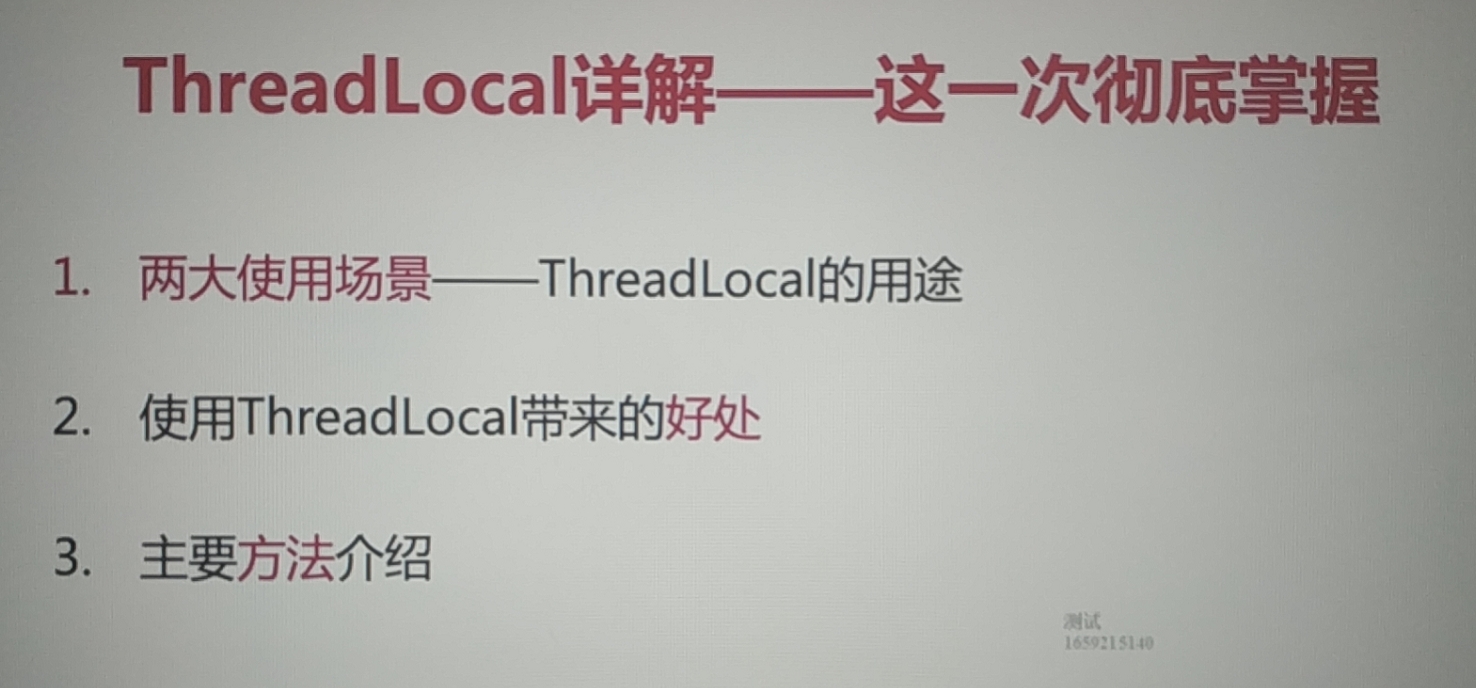 ThreadLocal详解——这一次彻底掌握
1. 两大使用场景——ThreadLocal的用途
2. 使用ThreadLocal带来的好处
3. 主要方法介绍
测试
1659215140